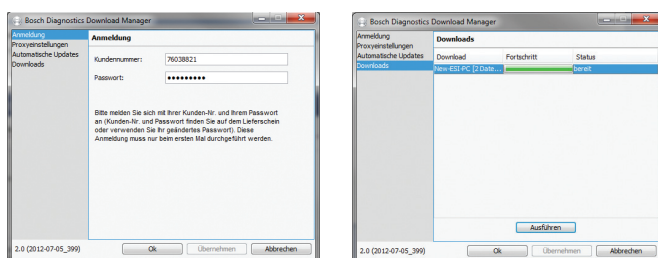 Bosch Diagnostics Download Manager
Anmeldung
Proxyeinstellungen
Automatische Updates
Downloads
Anmeldung
Kundennummer: 76038821
Passwort: •••••••••
Bitte melden Sie sich mit Ihrer Kunden-Nr. und Ihrem Passwort
an (Kunden-Nr. und Passwort finden Sie auf dem Lieferschein
oder verwenden Sie Ihr geändertes Passwort). Diese
Anmeldung muss nur beim ersten Mal durchgeführt werden.
2.0 (2012-07-05_399)
Ok
Übernehmen
Abbrechen
Bosch Diagnostics Download Manager
Anmeldung
Proxyeinstellungen
Automatische Updates
Downloads
Downloads
Download Fortschritt Status
New-ESI-PC (2 Date... bereit
Ausführen
2.0 (2012-07-05_399)
Ok
Übernehmen
Abbrechen